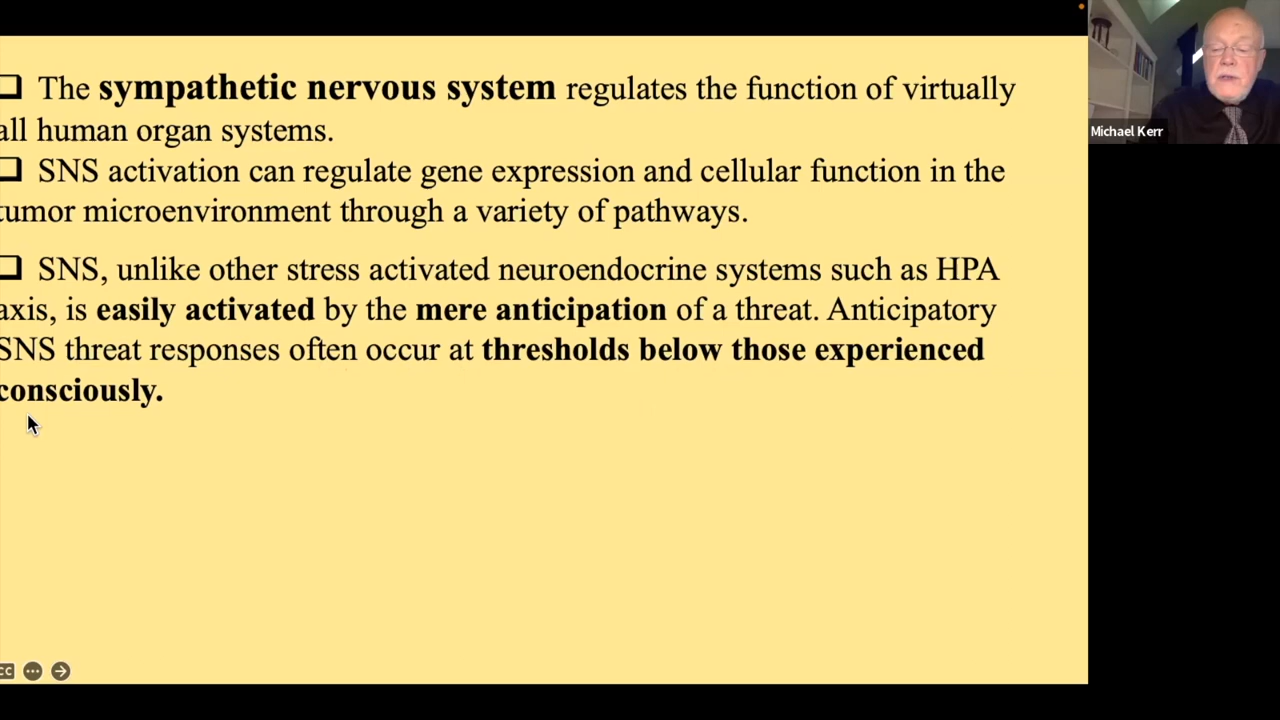 ❑ The sympathetic nervous system regulates the function of virtually
all human organ systems.
❑ SNS activation can regulate gene expression and cellular function in the
tumor microenvironment through a variety of pathways.
❑ SNS, unlike other stress activated neuroendocrine systems such as HPA
axis, is easily activated by the mere anticipation of a threat. Anticipatory
SNS threat responses often occur at thresholds below those experienced
consciously.
Michael Kerr
CC